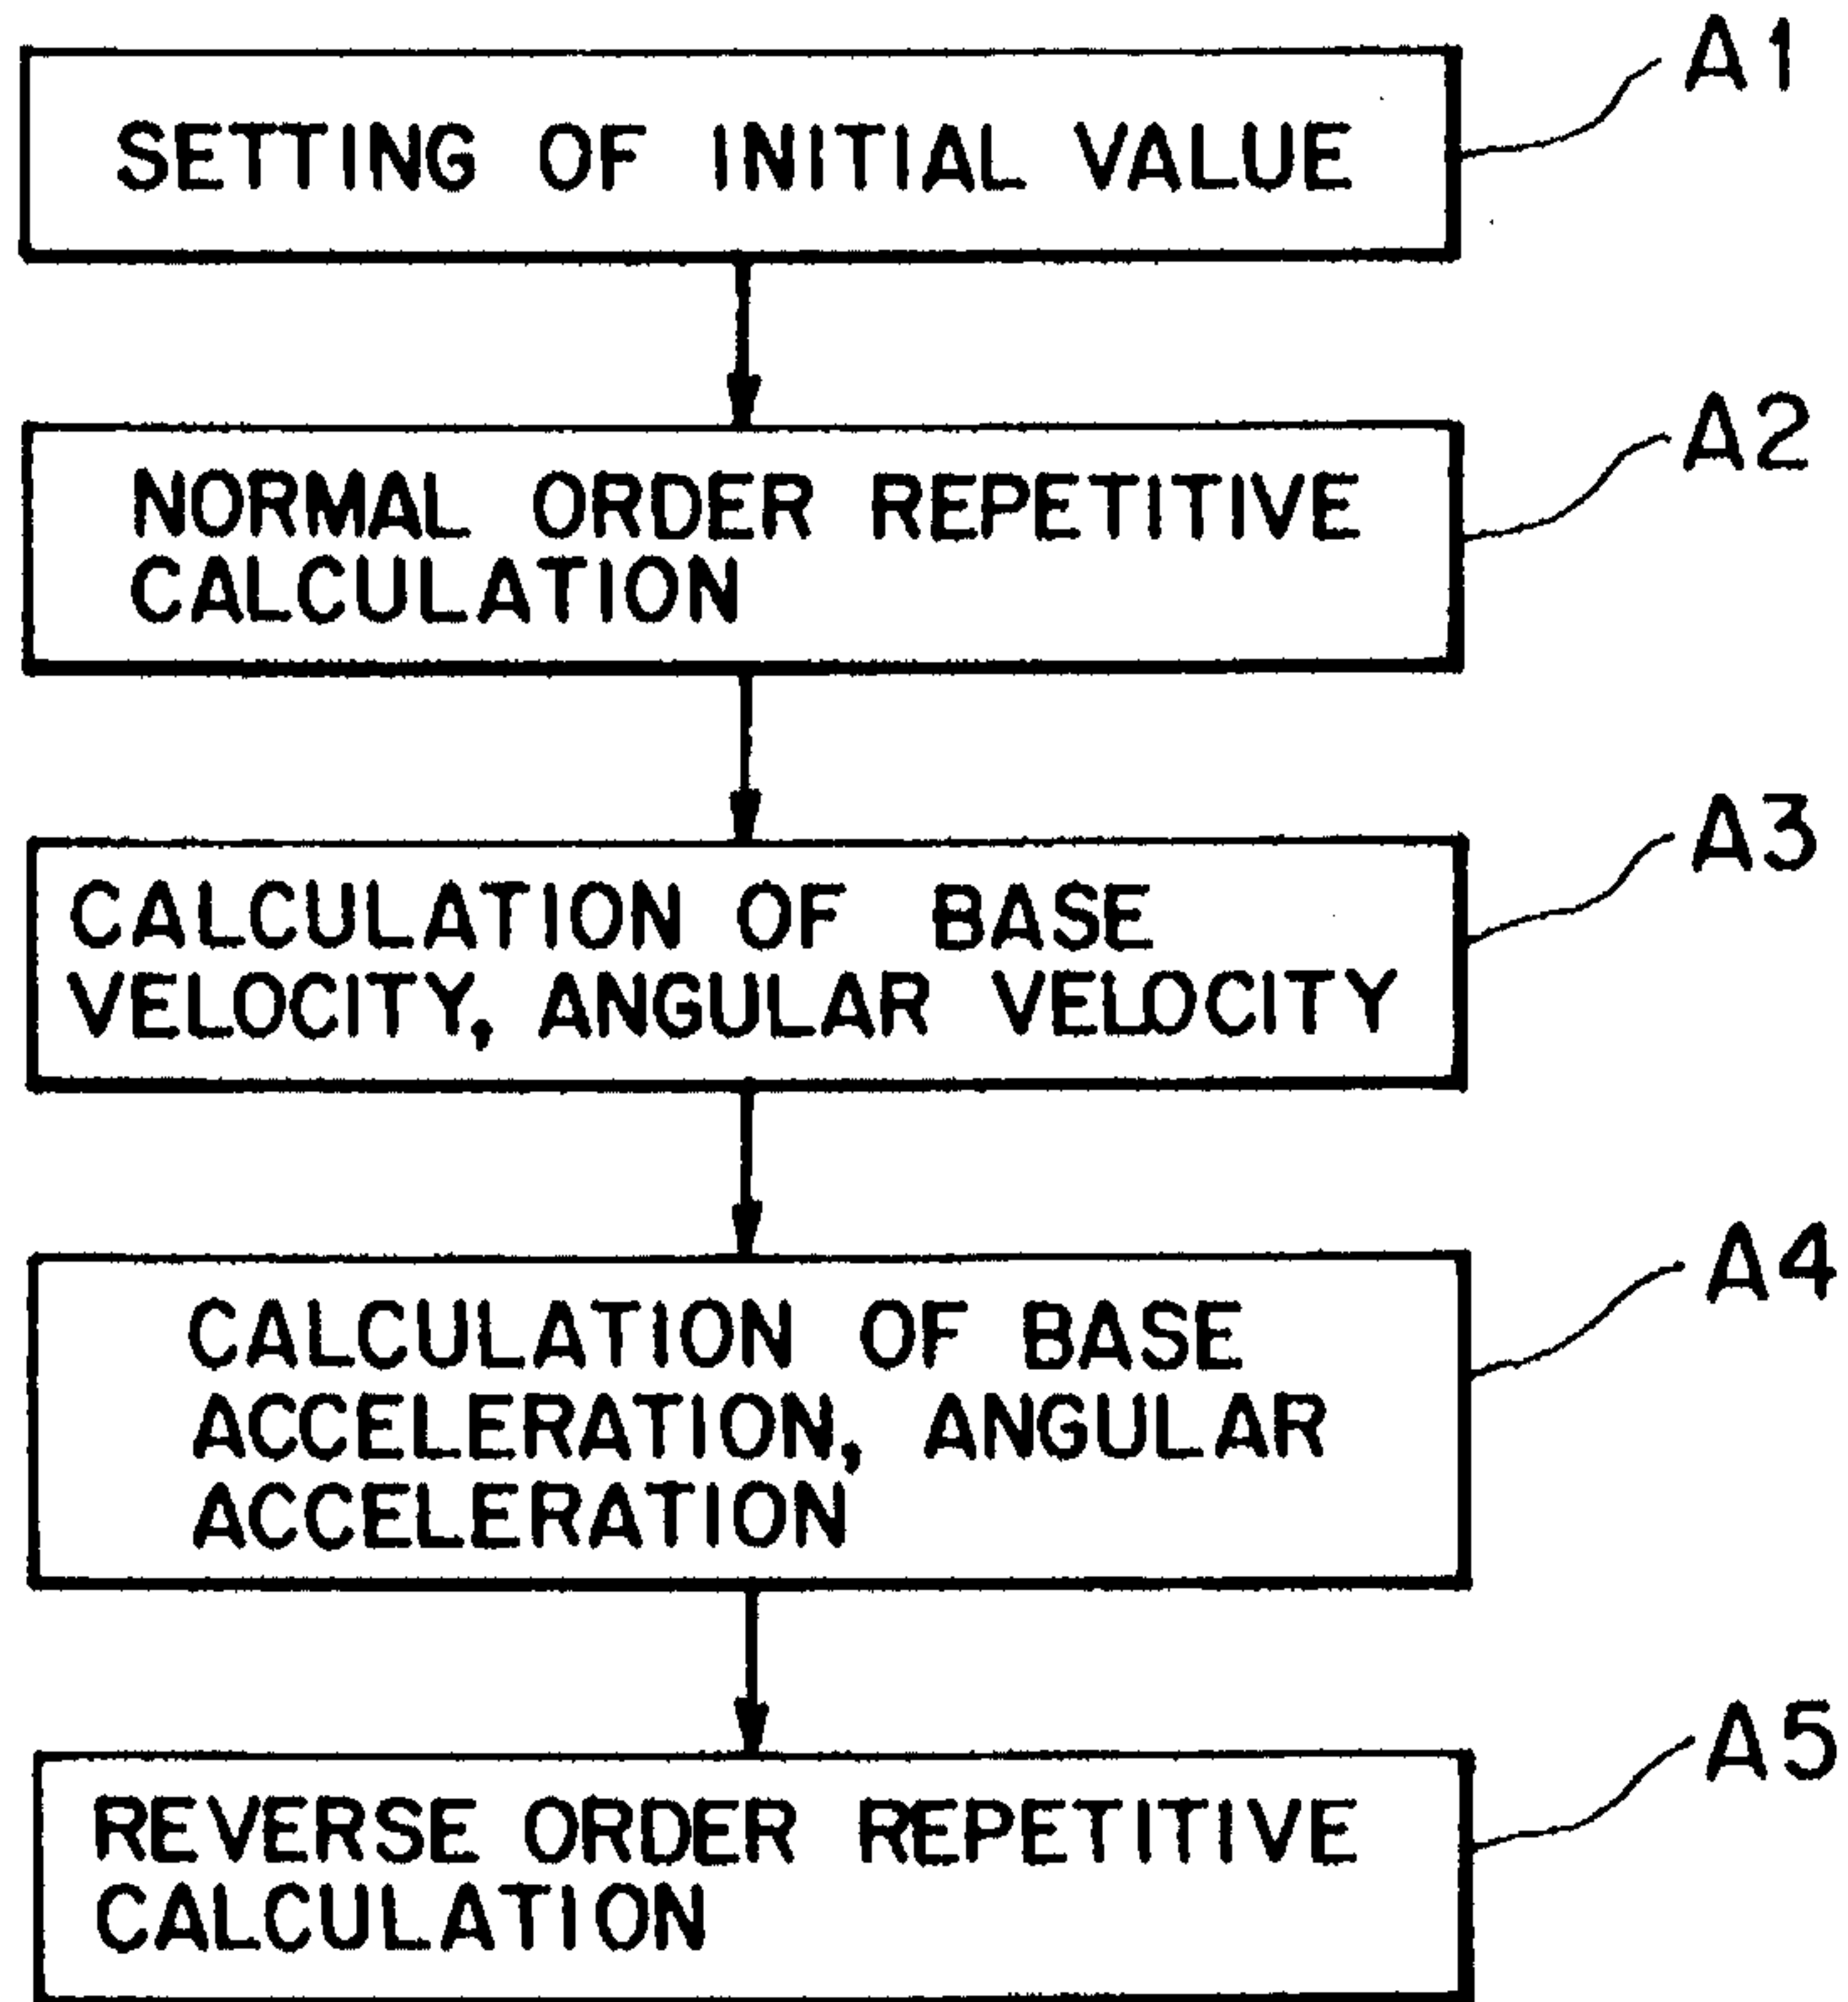 A1
SETTING OF INITIAL VALUE
A2
NORMAL ORDER REPETITIVE
CALCULATION
A3
CALCULATION OF BASE
VELOCITY, ANGULAR VELOCITY
A4
CALCULATION OF BASE
ACCELERATION, ANGULAR
ACCELERATION
A5
REVERSE ORDER REPETITIVE
CALCULATION